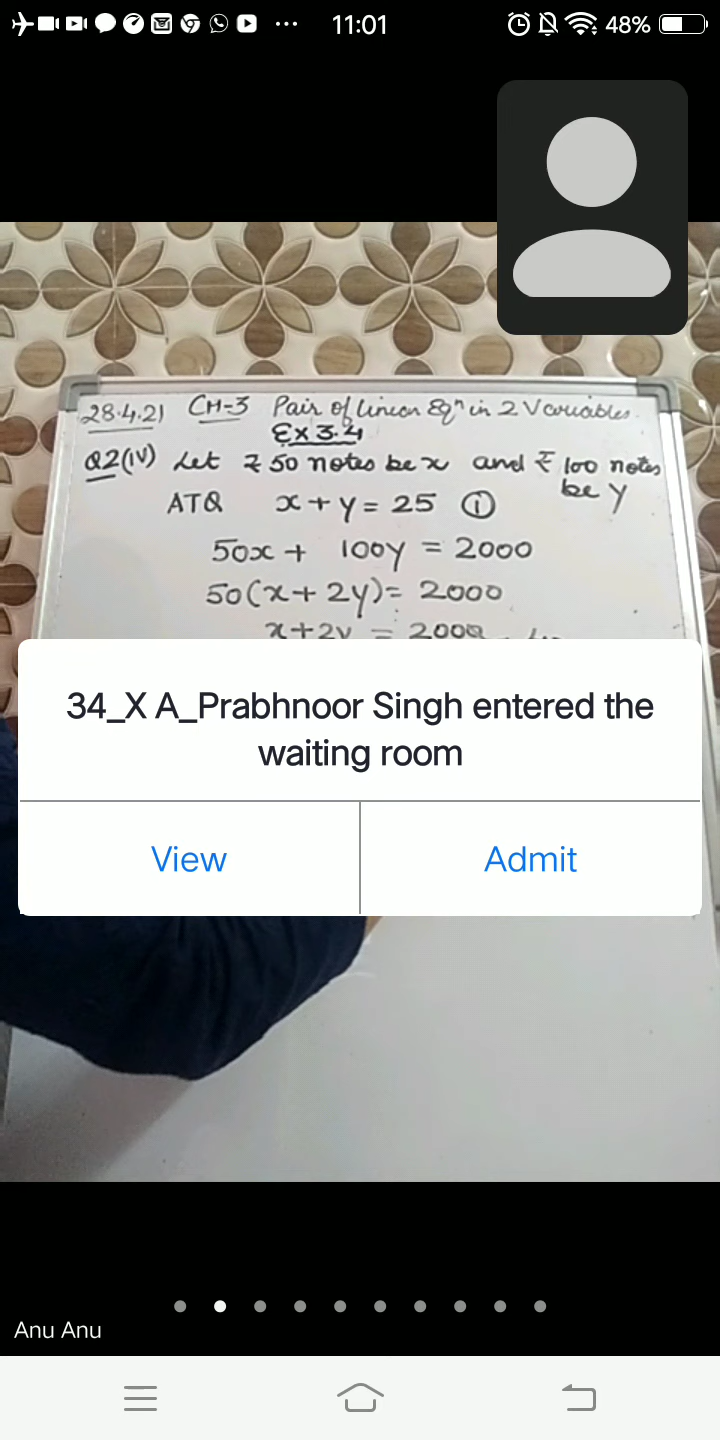 11:01
48%
28.4.21 CH-3 Pair of Linear Eqⁿ in 2 Variables.
EX 3.4
Q2(IV) Let ₹ 50 notes be x and ₹ 100 notes
be y
ATQ x + y = 25 ①
50x + 100y = 2000
50(x + 2y) = 2000
x + 2y = 2000
34_X A_Prabhnoor Singh entered the
waiting room
View Admit
Anu Anu